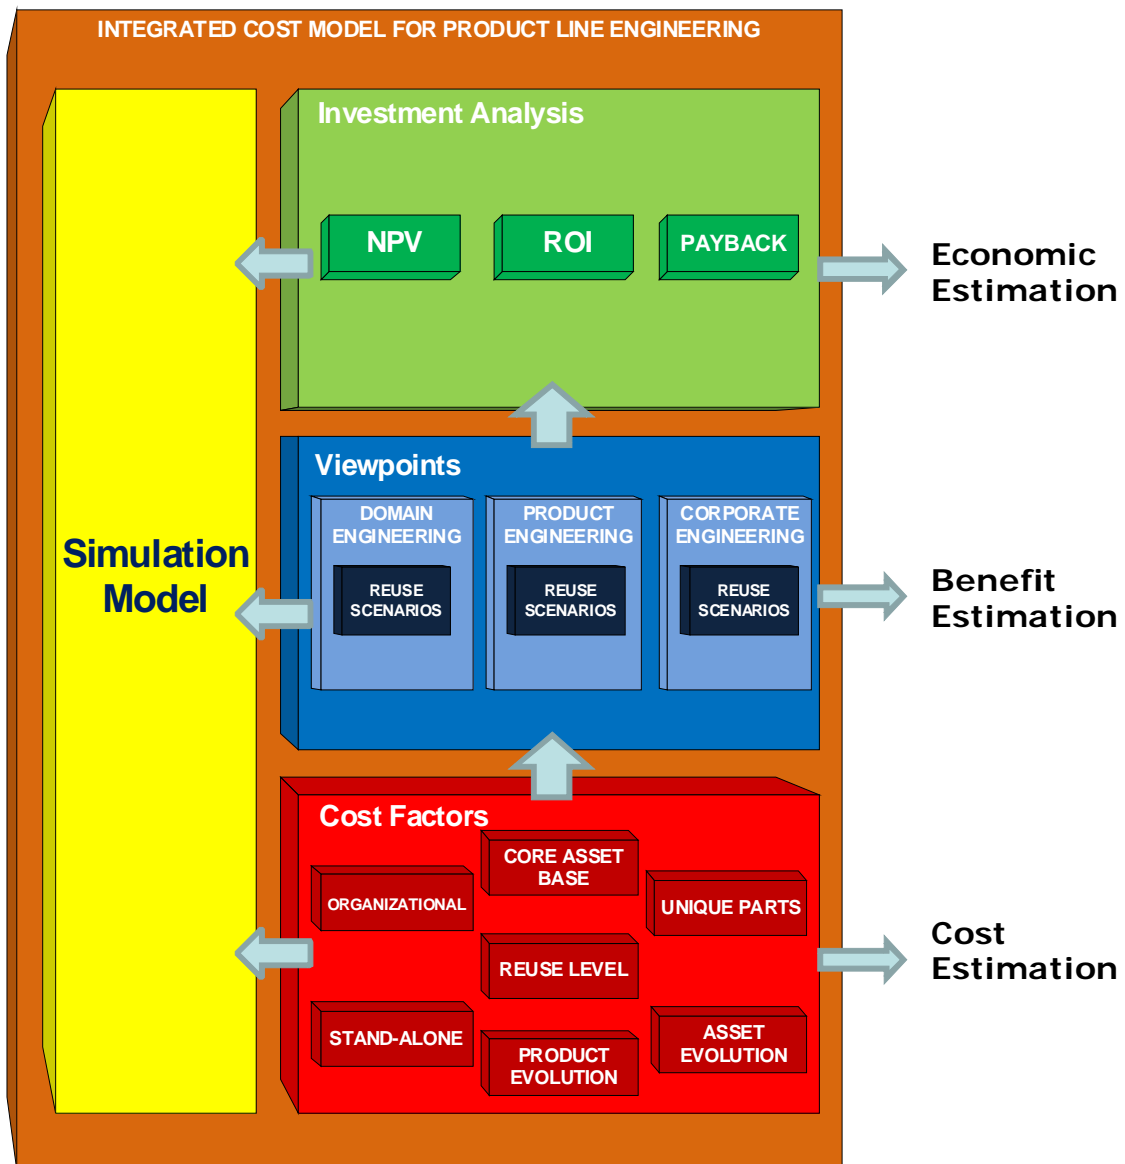 INTEGRATED COST MODEL FOR PRODUCT LINE ENGINEERING
Investment Analysis
NPV
ROI
PAYBACK
Economic
Estimation
Simulation
Model
Viewpoints
DOMAIN
ENGINEERING
REUSE
SCENARIOS
PRODUCT
ENGINEERING
REUSE
SCENARIOS
CORPORATE
ENGINEERING
REUSE
SCENARIOS
Benefit
Estimation
Cost Factors
ORGANIZATIONAL
CORE ASSET
BASE
UNIQUE PARTS
REUSE LEVEL
STAND-ALONE
PRODUCT
EVOLUTION
ASSET
EVOLUTION
Cost
Estimation